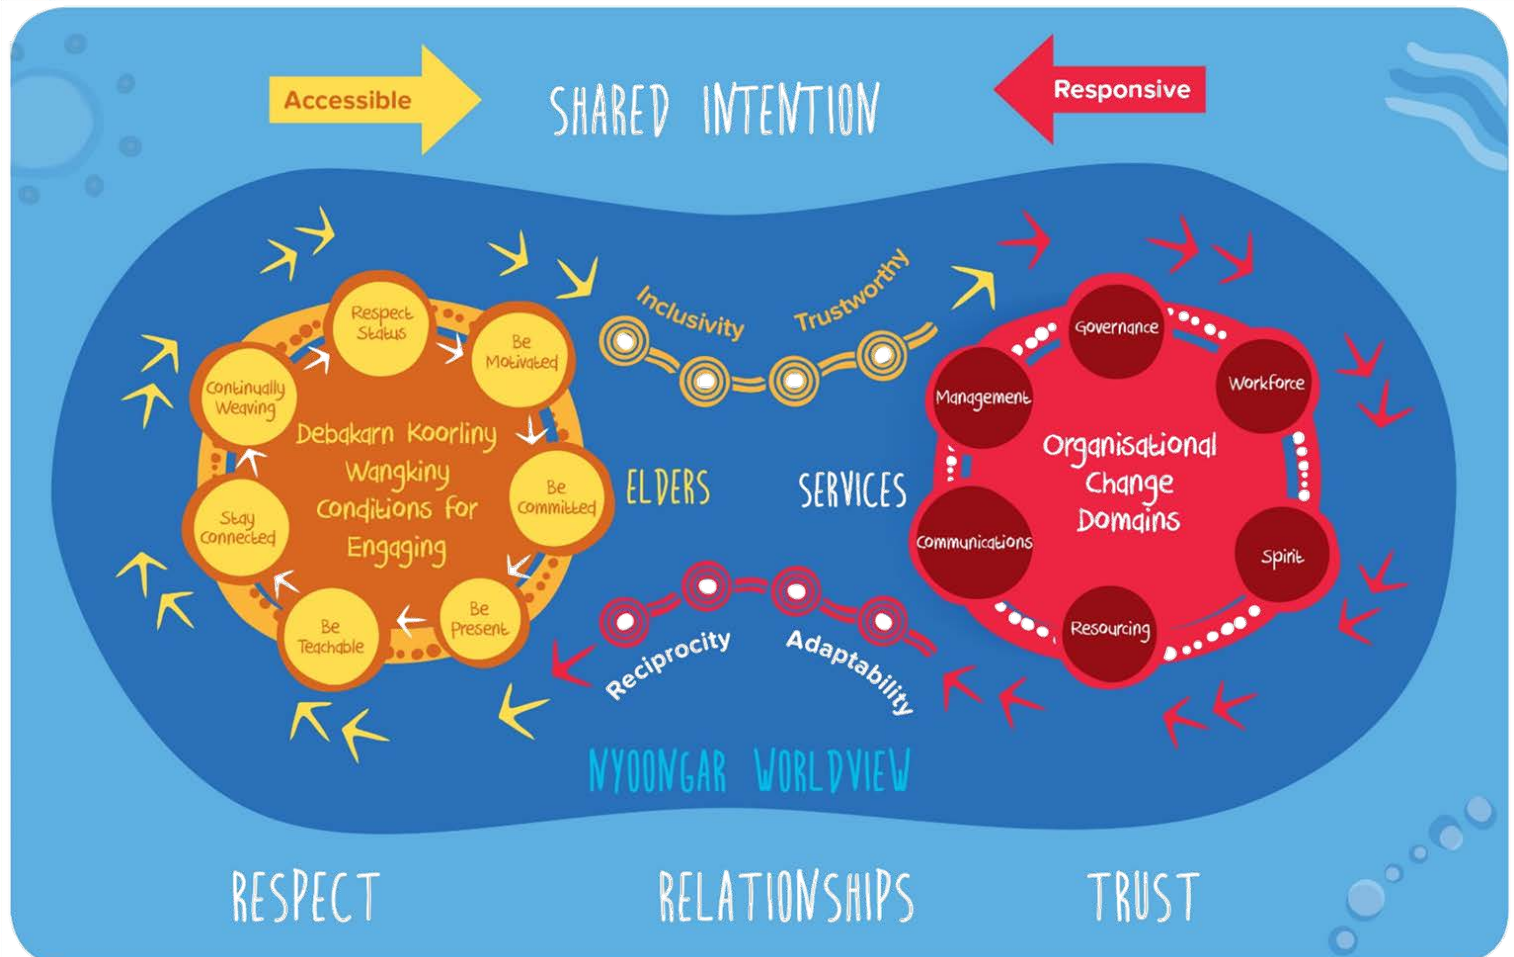 Accessible
SHARED INTENTION
Responsive
Inclusivity
Trustworthy
Respect
Status
Be
Motivated
Be
Committed
Be
Present
Be
Teachable
Stay
Connected
Continually
Weaving
Debakarn Koorliny
Wangkiny
Conditions for
Engaging
ELDERS
SERVICES
Governance
Workforce
Spirit
Resourcing
Communications
Management
Organisational
Change
Domains
Reciprocity
Adaptability
NYOONGAR WORLDVIEW
RESPECT
RELATIONSHIPS
TRUST